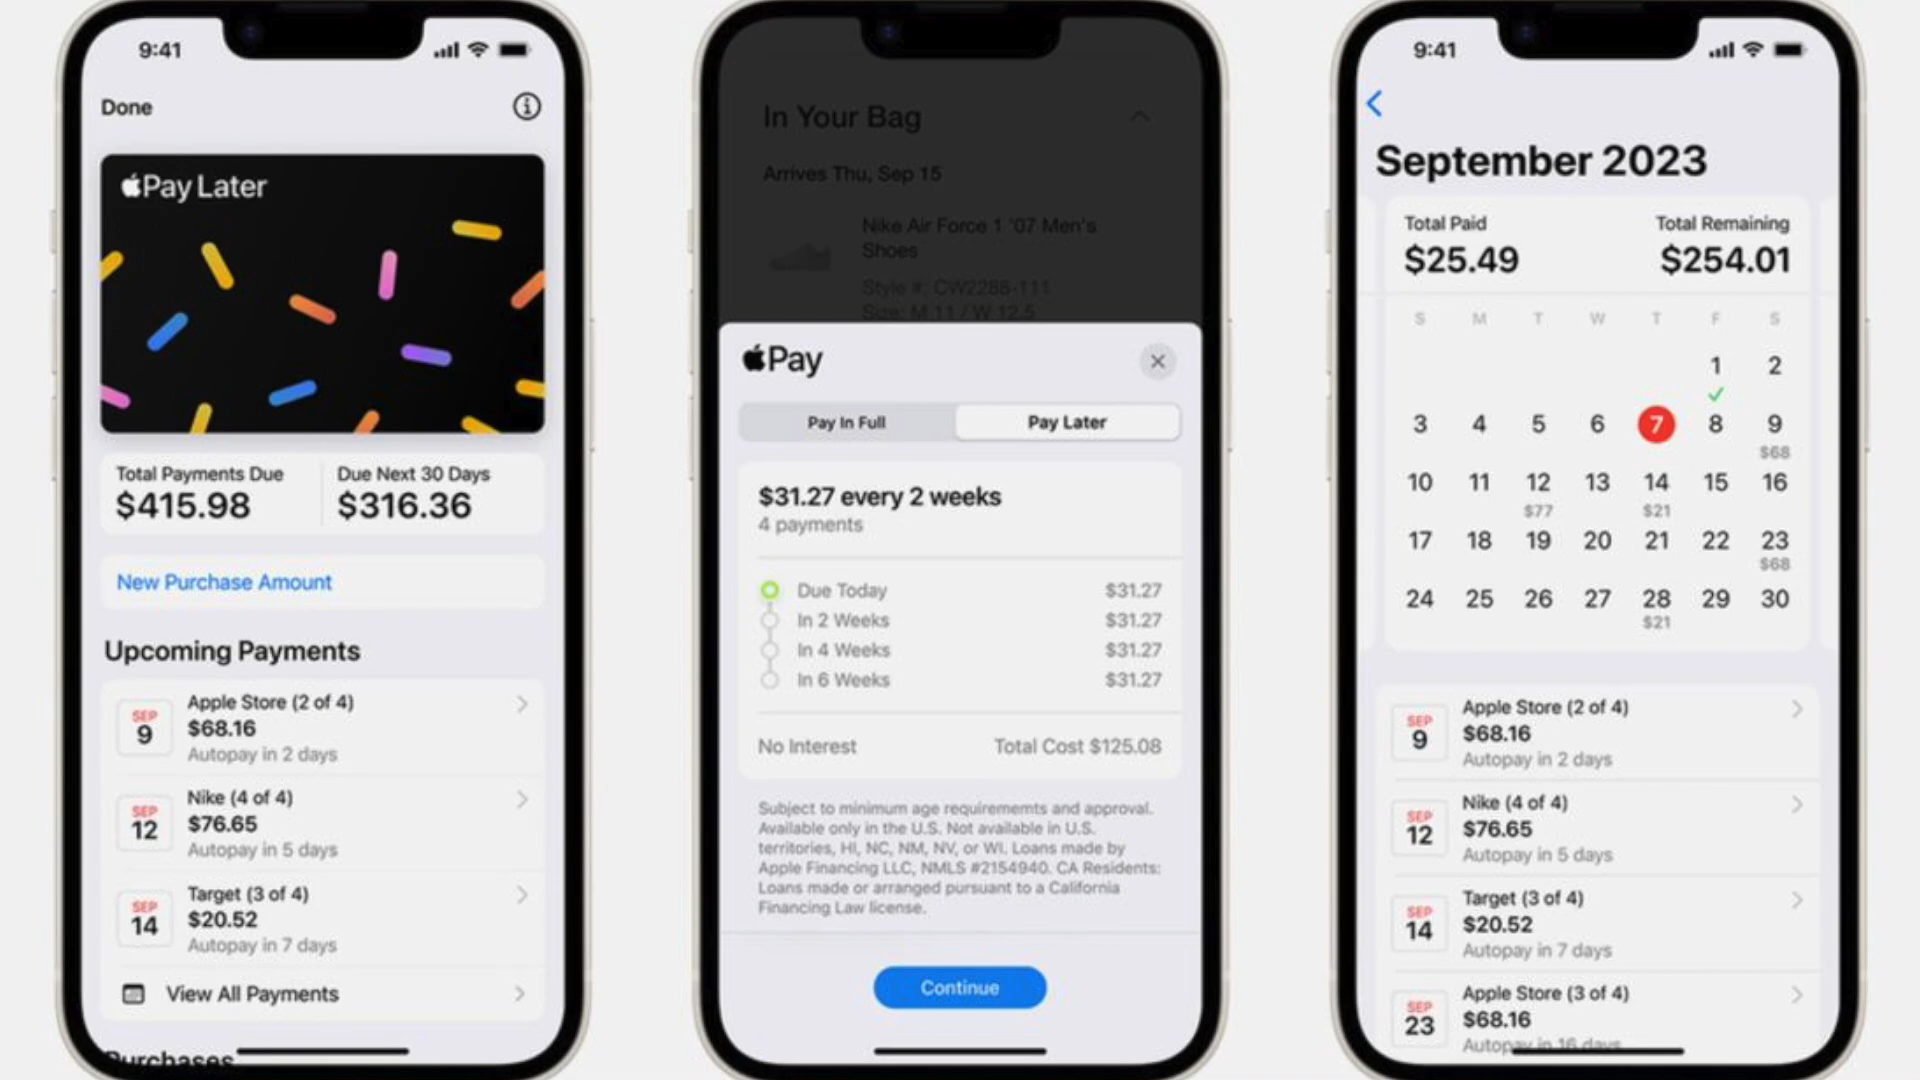 9:41
Done
Pay Later
Total Payments Due
$415.98
Due Next 30 Days
$316.36
New Purchase Amount
Upcoming Payments
SEP
9
Apple Store (2 of 4)
$68.16
Autopay in 2 days
SEP
12
Nike (4 of 4)
$76.65
Autopay in 5 days
SEP
14
Target (3 of 4)
$20.52
Autopay in 7 days
View All Payments
Purchases
In Your Bag
Arrives Thu, Sep 15
Nike Air Force 1 '07 Men's
Shoes
Style #: CW2288-111
Size: M 11 / W 12.5
Pay
Pay In Full
Pay Later
$31.27 every 2 weeks
4 payments
Due Today $31.27
In 2 Weeks $31.27
In 4 Weeks $31.27
In 6 Weeks $31.27
No Interest Total Cost $125.08
Subject to minimum age requirememts and approval.
Available only in the U.S. Not available in U.S.
territories, HI, NC, NM, NV, or WI. Loans made by
Apple Financing LLC, NMLS #2154940. CA Residents:
Loans made or arranged pursuant to a California
Financing Law license.
Continue
9:41
September 2023
Total Paid
$25.49
Total Remaining
$254.01
S M T W T F S
1 2
3 4 5 6 7 8 9
$68
10 11 12 13 14 15 16
$77 $21
17 18 19 20 21 22 23
$68
24 25 26 27 28 29 30
$21
SEP
9
Apple Store (2 of 4)
$68.16
Autopay in 2 days
SEP
12
Nike (4 of 4)
$76.65
Autopay in 5 days
SEP
14
Target (3 of 4)
$20.52
Autopay in 7 days
SEP
23
Apple Store (3 of 4)
$68.16
Autopay in 16 days